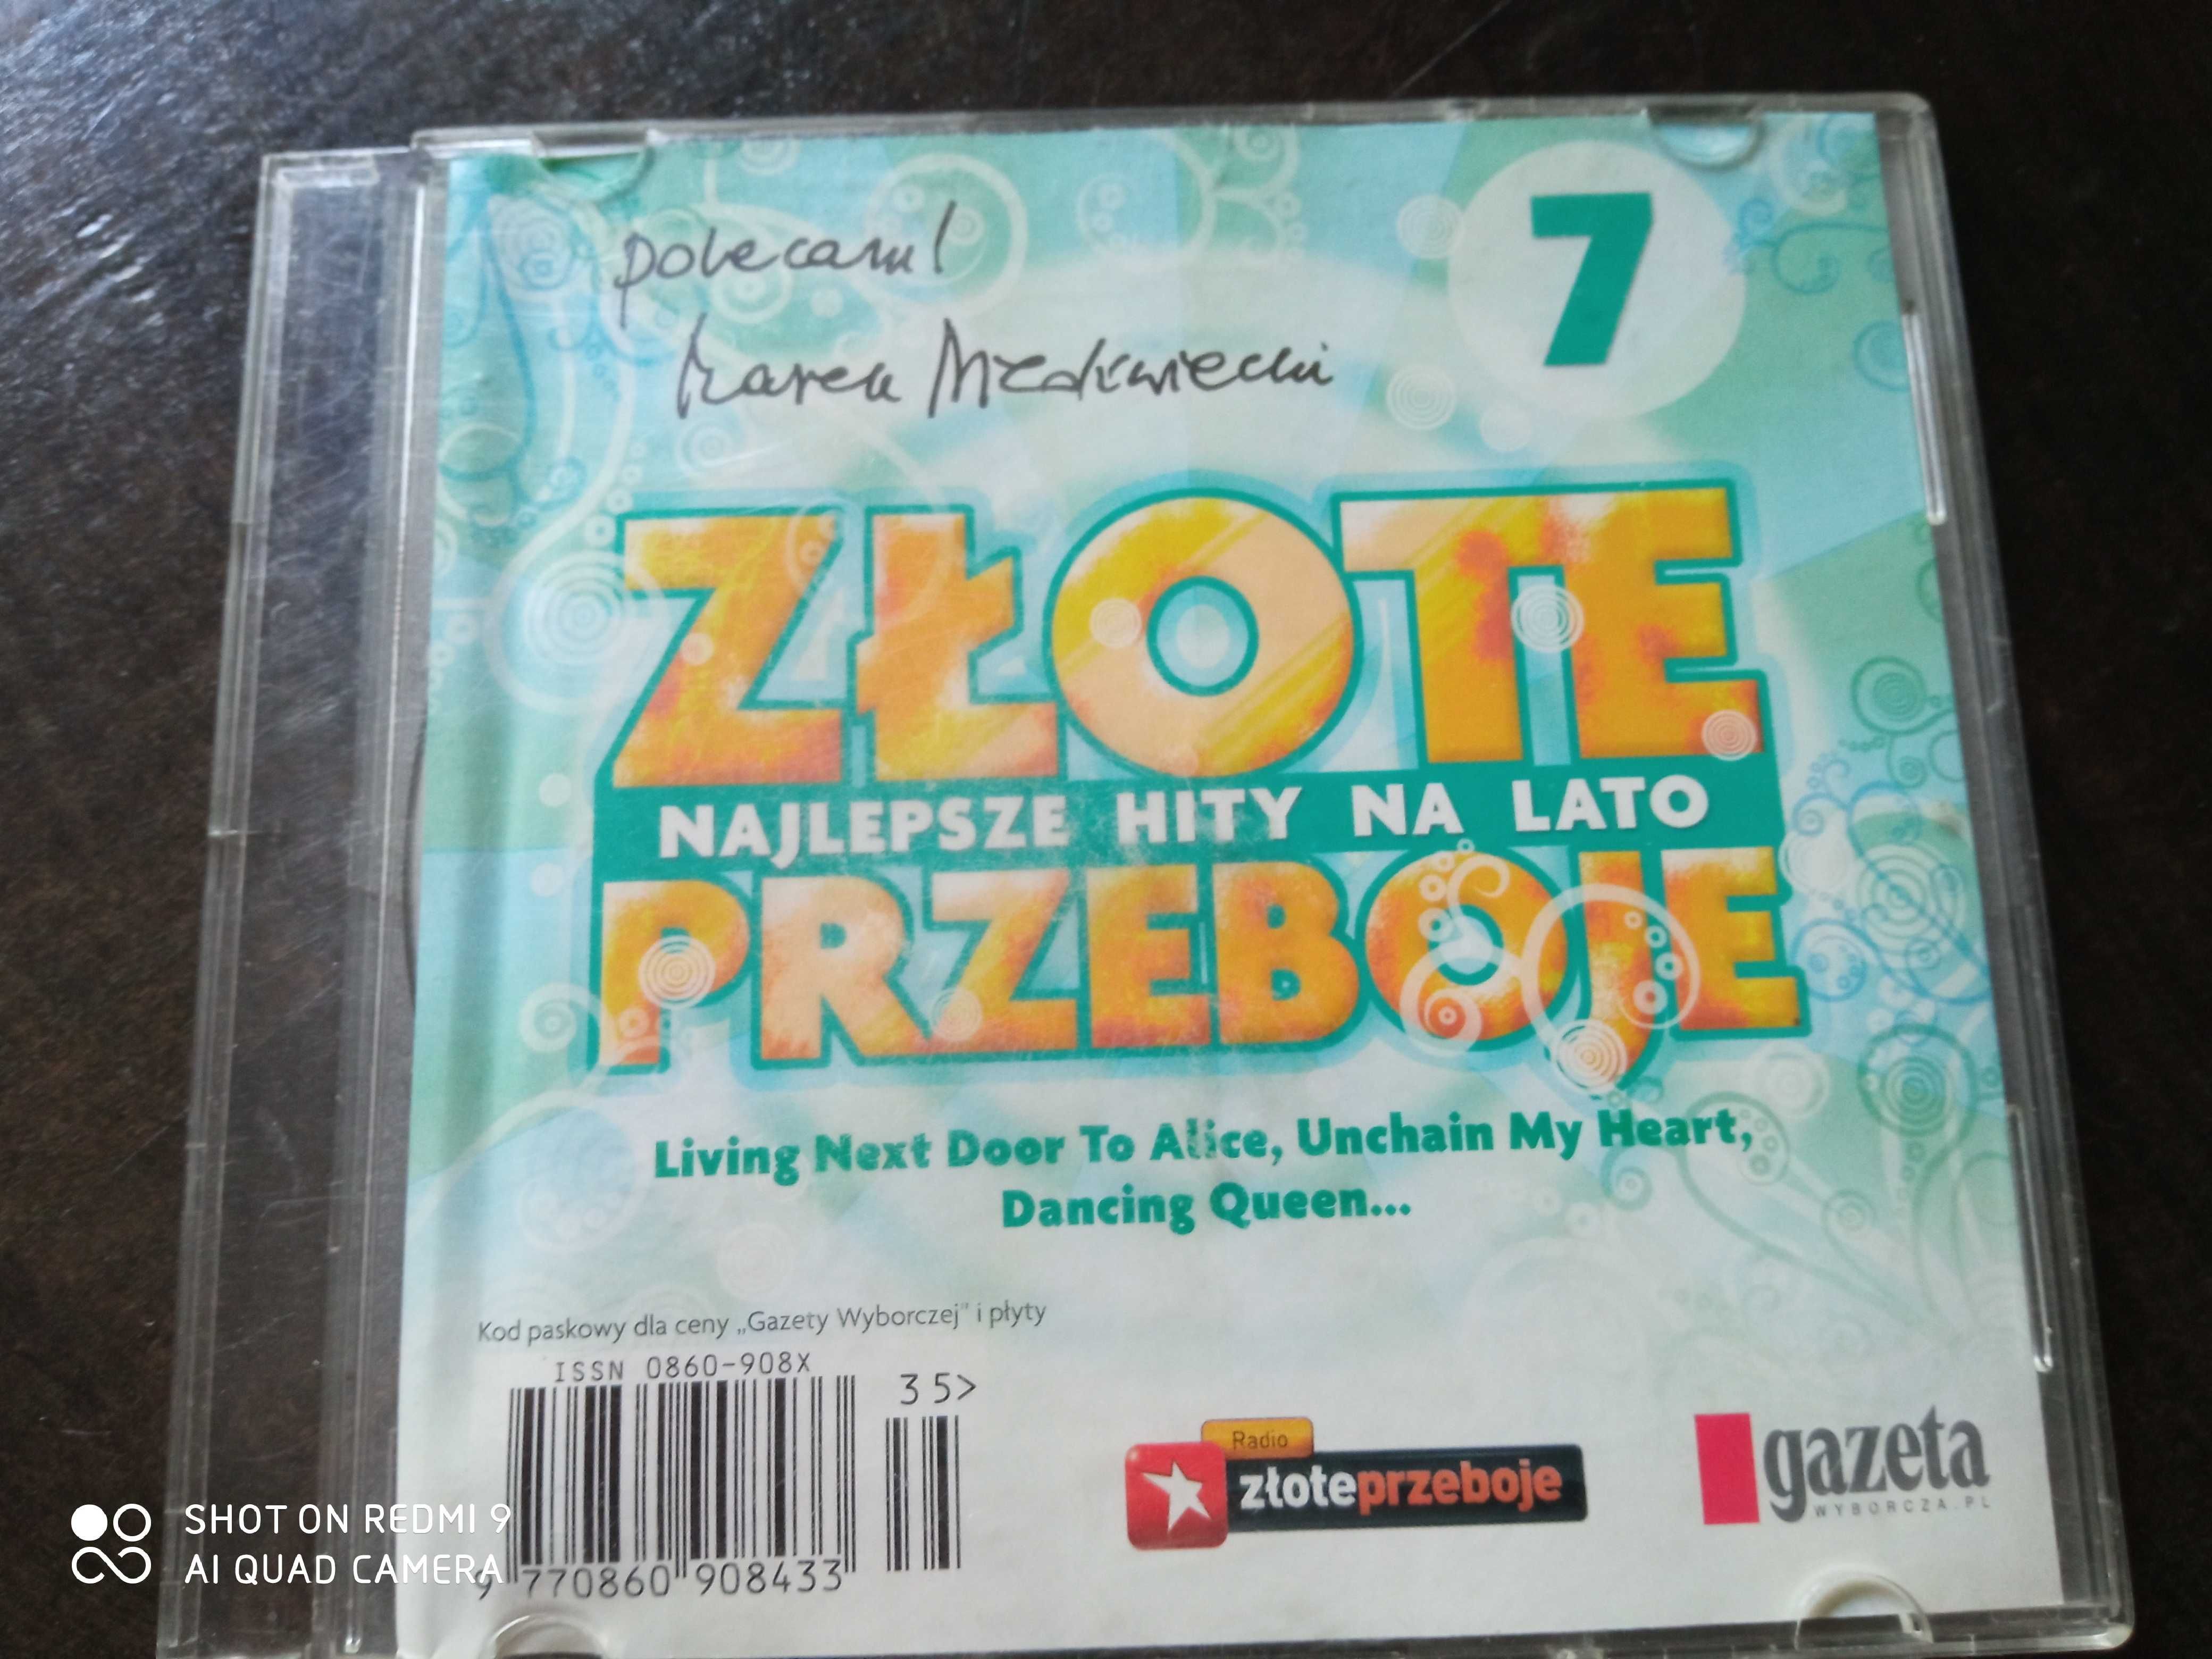 polecam!
Marek Niedźwiecki
7
ZŁOTE
NAJLEPSZE HITY NA LATO
PRZEBOJE
Living Next Door To Alice, Unchain My Heart,
Dancing Queen...
Kod paskowy dla ceny „Gazety Wyborczej” i płyty
ISSN 0860-908X
35>
9 770860 908433
Radio
złoteprzeboje
gazeta
WYBORCZA.PL
SHOT ON REDMI 9
AI QUAD CAMERA